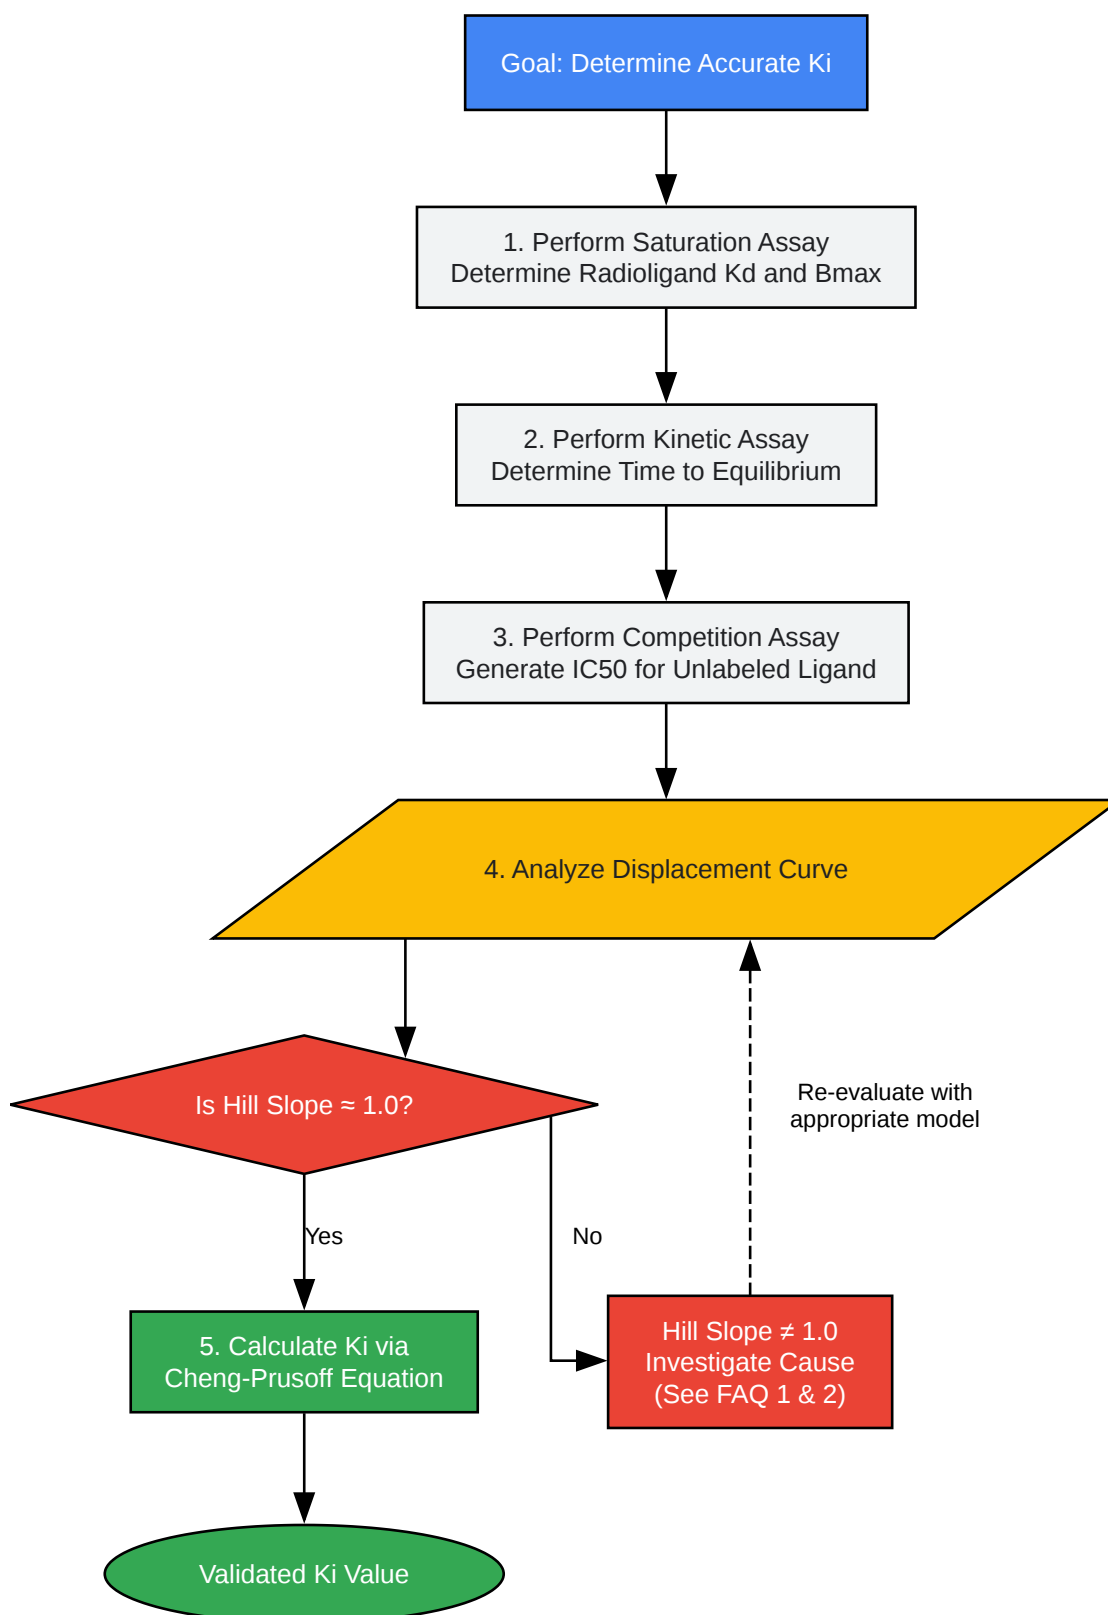 Goal: Determine Accurate Ki
1. Perform Saturation Assay
Determine Radioligand Kd and Bmax
2. Perform Kinetic Assay
Determine Time to Equilibrium
3. Perform Competition Assay
Generate IC50 for Unlabeled Ligand
4. Analyze Displacement Curve
Is Hill Slope ≈ 1.0?
Re-evaluate with
appropriate model
Yes
No
5. Calculate Ki via
Cheng-Prusoff Equation
Hill Slope ≠ 1.0
Investigate Cause
(See FAQ 1 & 2)
Validated Ki Value